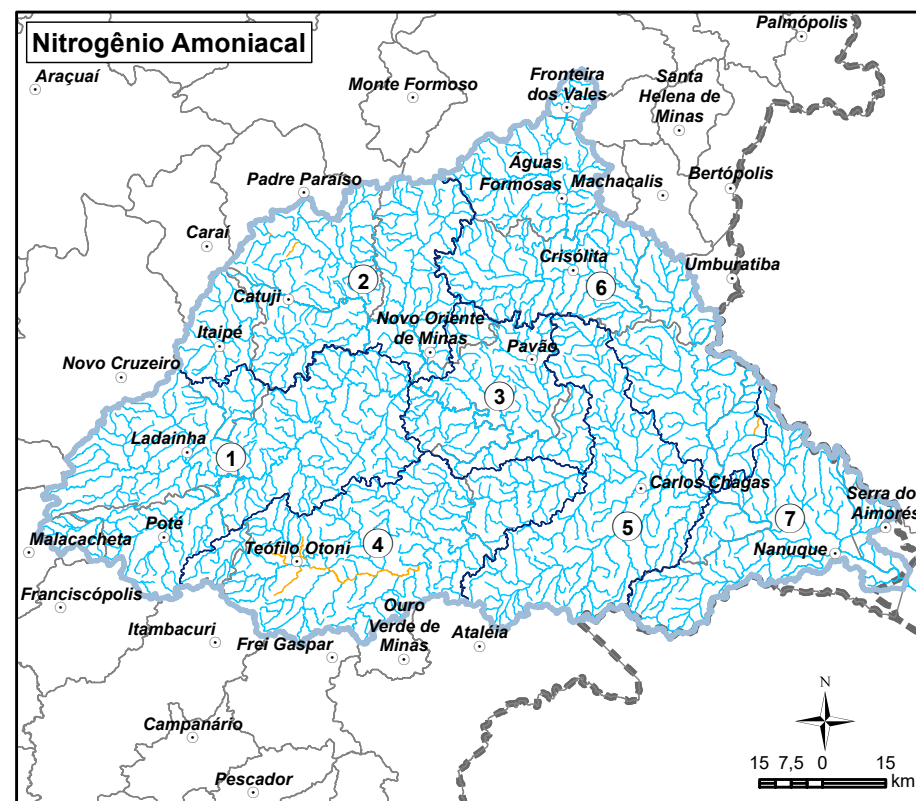 Nitrogênio Amoniacal
Palmópolis
Araçuaí
Monte Formoso
Fronteira
dos Vales
Santa
Helena de
Minas
Águas
Formosas
Machacalis
Bertópolis
Padre Paraíso
Caraí
Crisólita
Umburatiba
2
6
Catuji
Itaipé
Novo Oriente
de Minas
Pavão
Novo Cruzeiro
3
Ladainha
1
Carlos Chagas
Serra dos
Aimorés
Malacacheta
Poté
Teófilo Otoni
4
5
7
Nanuque
Franciscópolis
Itambacuri
Ouro
Verde de
Minas
Ataléia
Frei Gaspar
Campanário
Pescador
N
15 7,5 0 15
km